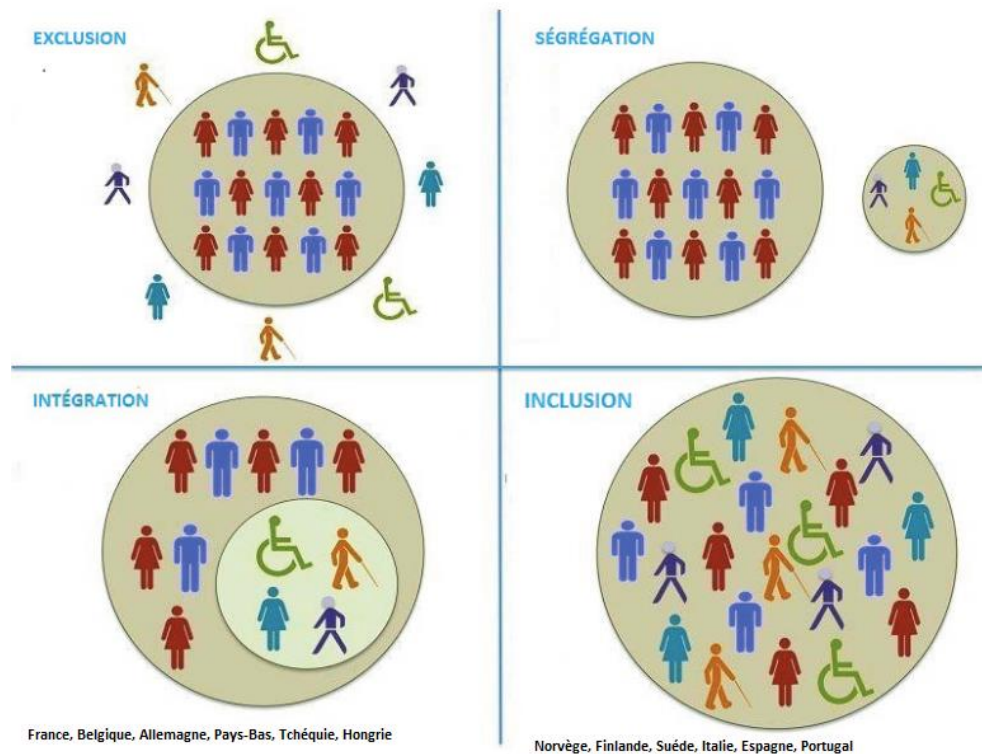 EXCLUSION
SÉGRÉGATION
INTÉGRATION
INCLUSION
France, Belgique, Allemagne, Pays-Bas, Tchéquie, Hongrie
Norvège, Finlande, Suéde, Italie, Espagne, Portugal